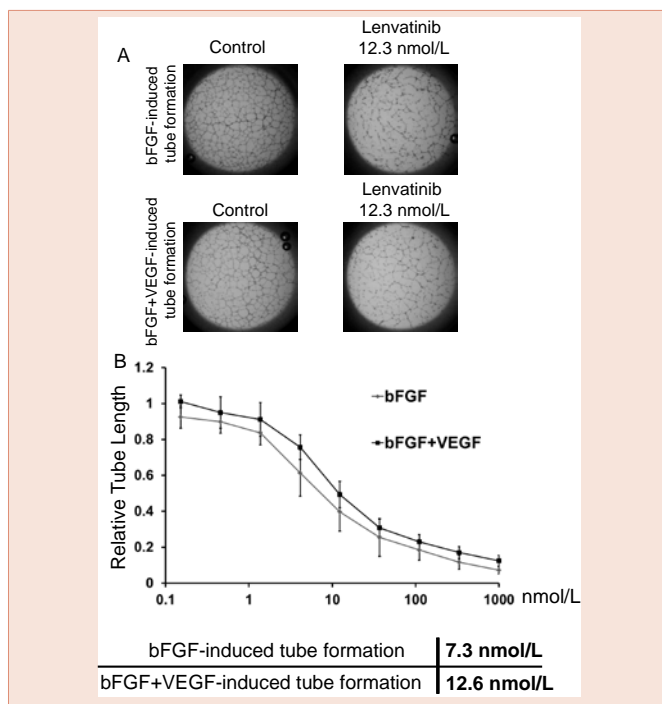 A
Control
Lenvatinib
12.3 nmol/L
bFGF-induced
tube formation
Control
Lenvatinib
12.3 nmol/L
bFGF+VEGF-induced
tube formation
B
Relative Tube Length
1.2
1
0.8
0.6
0.4
0.2
0
bFGF
bFGF+VEGF
0.1 1 10 100 1000 nmol/L
bFGF-induced tube formation 7.3 nmol/L
bFGF+VEGF-induced tube formation 12.6 nmol/L